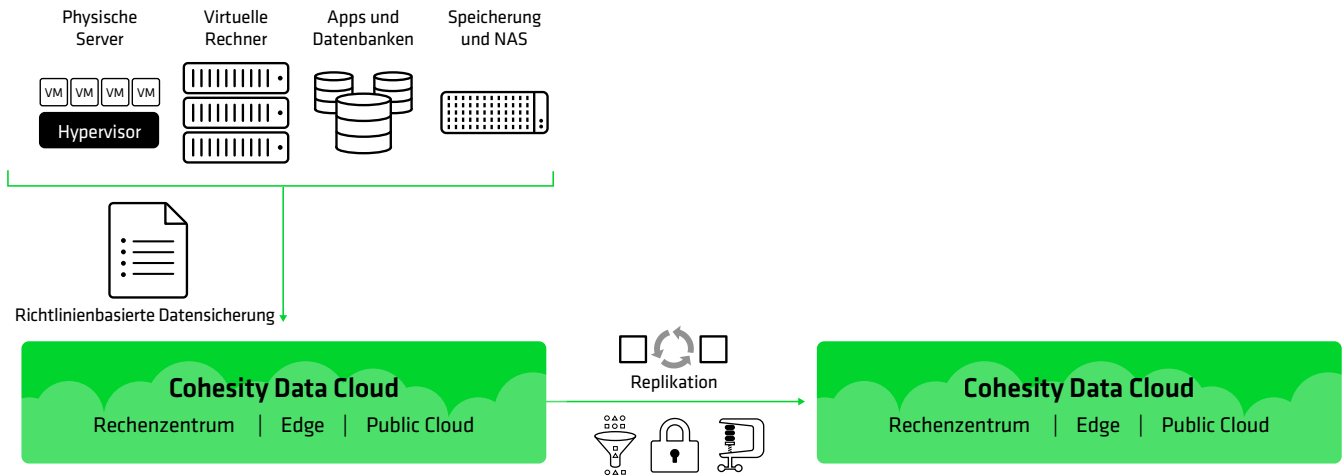 Physische
Server
Virtuelle
Rechner
Apps und
Datenbanken
Speicherung
und NAS
VM VM VM VM
Hypervisor
Richtlinienbasierte Datensicherung
Cohesity Data Cloud
Rechenzentrum | Edge | Public Cloud
Replikation
Cohesity Data Cloud
Rechenzentrum | Edge | Public Cloud